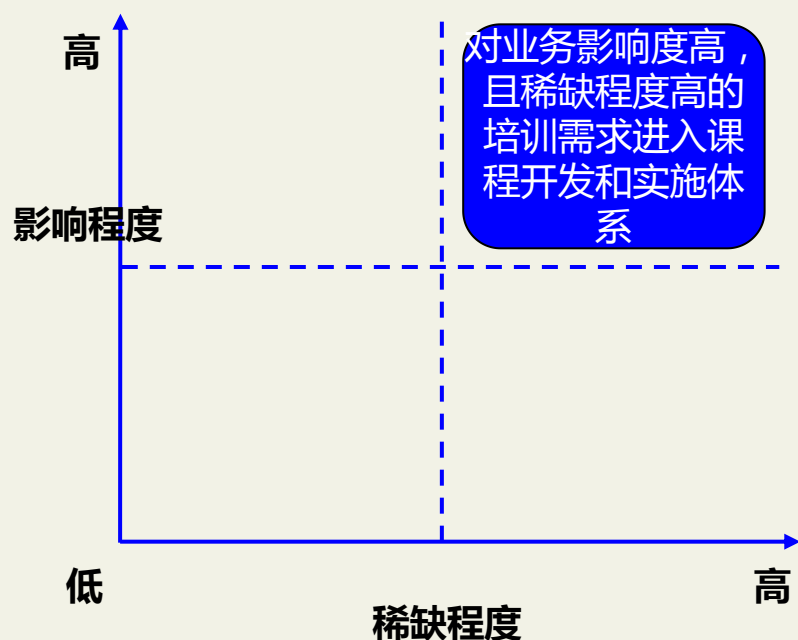 高
对业务影响度高，
且稀缺程度高的
培训需求进入课
程开发和实施体
系
影响程度
低
高
稀缺程度